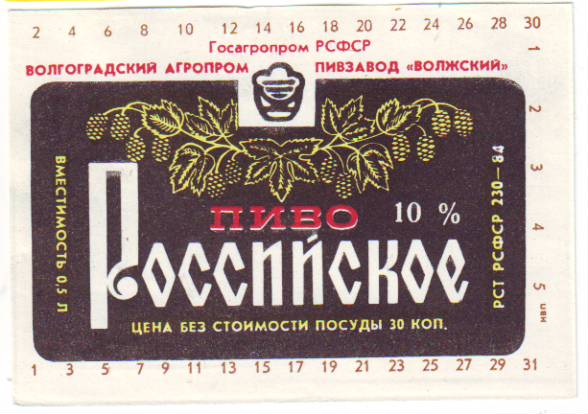 2 4 6 8 10 12 14 16 18 20 22 24 26 28 30
Госагропром РСФСР
ВОЛГОГРАДСКИЙ АГРОПРОМ ПИВЗАВОД «ВОЛЖСКИЙ»
ВМЕСТИМОСТЬ 0,5 Л
ПИВО 10 %
РОССИЙСКОЕ
ЦЕНА БЕЗ СТОИМОСТИ ПОСУДЫ 30 КОП.
РСТ РСФСР 230—84
1
2
3
4
5
КВП
1 3 5 7 9 11 13 15 17 19 21 23 25 27 29 31